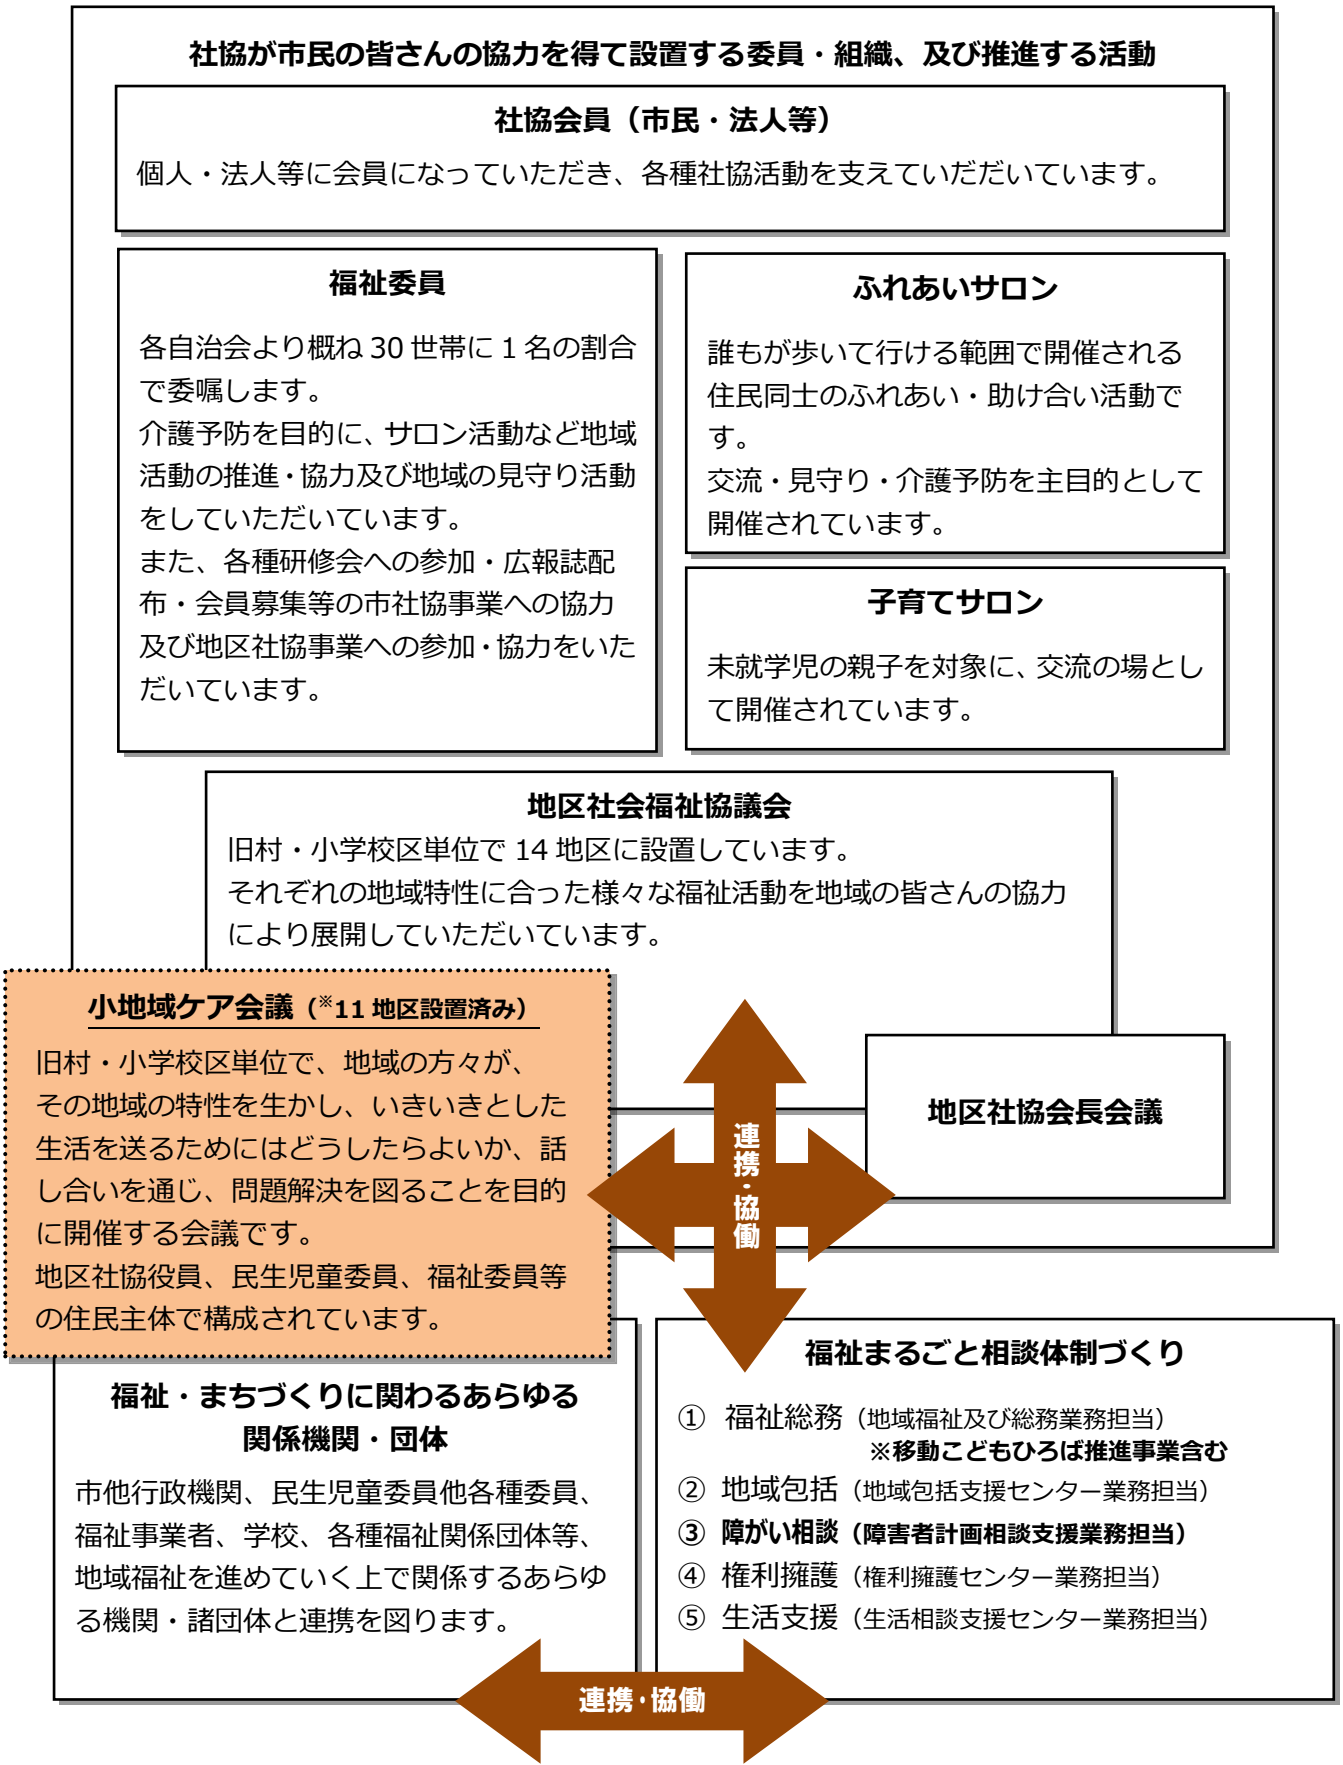 社協が市民の皆さんの協力を得て設置する委員・組織、及び推進する活動
社協会員（市民・法人等）
個人・法人等に会員になっていただき、各種社協活動を支えていだだいています。
福祉委員
各自治会より概ね 30 世帯に 1 名の割合
で委嘱します。
介護予防を目的に、サロン活動など地域
活動の推進・協力及び地域の見守り活動
をしていただいています。
また、各種研修会への参加・広報誌配
布・会員募集等の市社協事業への協力
及び地区社協事業への参加・協力をいた
だいています。
ふれあいサロン
誰もが歩いて行ける範囲で開催される
住民同士のふれあい・助け合い活動で
す。
交流・見守り・介護予防を主目的として
開催されています。
子育てサロン
未就学児の親子を対象に、交流の場とし
て開催されています。
地区社会福祉協議会
旧村・小学校区単位で 14 地区に設置しています。
それぞれの地域特性に合った様々な福祉活動を地域の皆さんの協力
により展開していただいています。
小地域ケア会議（※11 地区設置済み）
旧村・小学校区単位で、地域の方々が、
その地域の特性を生かし、いきいきとした
生活を送るためにはどうしたらよいか、話
し合いを通じ、問題解決を図ることを目的
に開催する会議です。
地区社協役員、民生児童委員、福祉委員等
の住民主体で構成されています。
地区社協会長会議
連携・協働
福祉・まちづくりに関わるあらゆる
関係機関・団体
市他行政機関、民生児童委員他各種委員、
福祉事業者、学校、各種福祉関係団体等、
地域福祉を進めていく上で関係するあらゆ
る機関・諸団体と連携を図ります。
福祉まるごと相談体制づくり
① 福祉総務（地域福祉及び総務業務担当）
※移動こどもひろば推進事業含む
② 地域包括（地域包括支援センター業務担当）
③ 障がい相談（障害者計画相談支援業務担当）
④ 権利擁護（権利擁護センター業務担当）
⑤ 生活支援（生活相談支援センター業務担当）
連携・協働